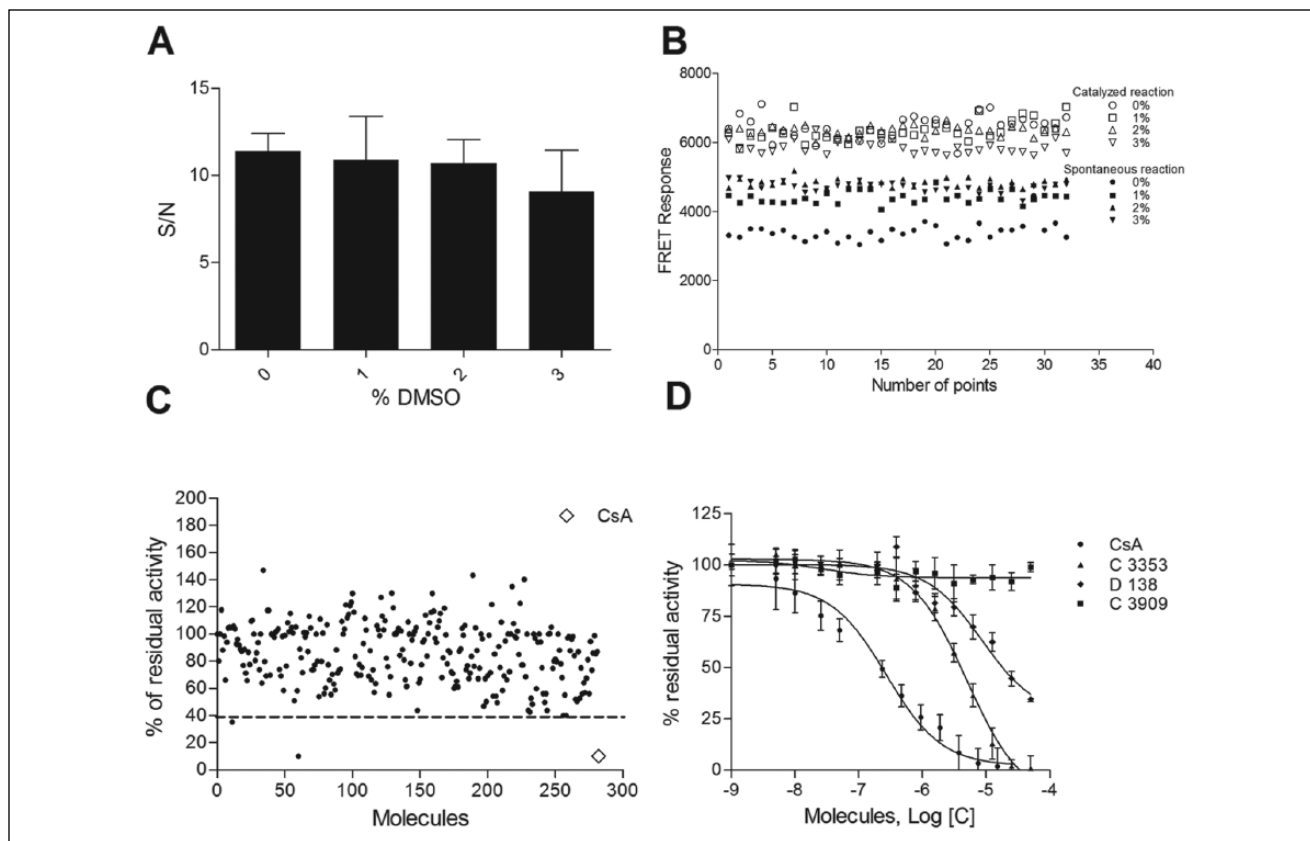 A
15
10
5
0
S/N
0 1 2 3
% DMSO
B
8000
6000
4000
2000
0
FRET Response
0 5 10 15 20 25 30 35 40
Number of points
Catalyzed reaction
0%
1%
2%
3%
Spontaneous reaction
0%
1%
2%
3%
C
200
180
160
140
120
100
80
60
40
20
0
% of residual activity
0 50 100 150 200 250 300
Molecules
CsA
D
125
100
75
50
25
0
% residual activity
-9 -8 -7 -6 -5 -4
Molecules, Log [C]
CsA
C 3353
D 138
C 3909